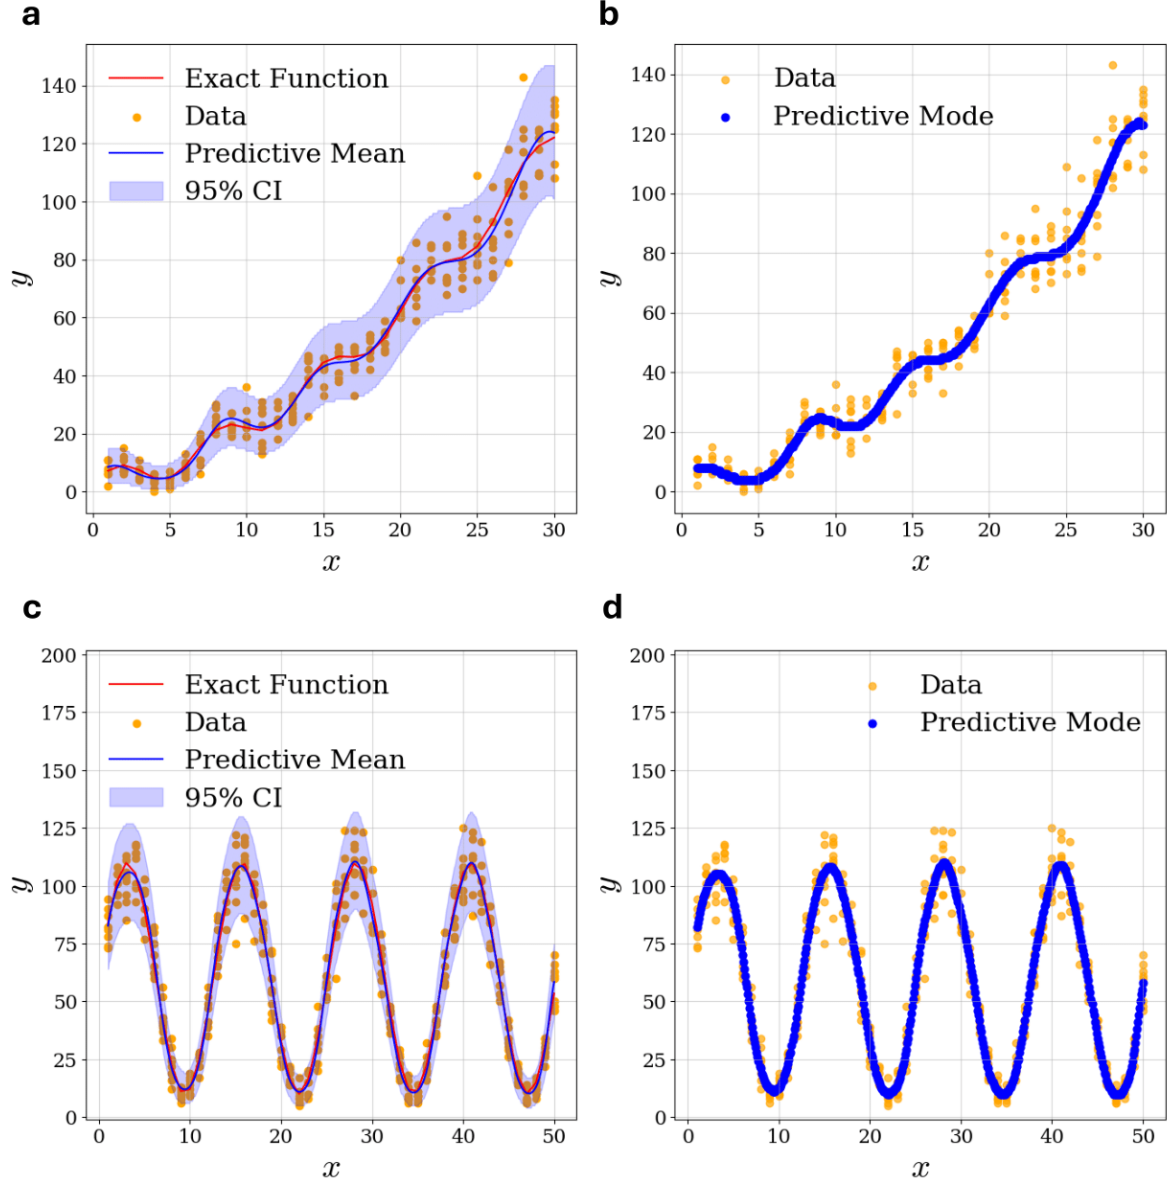 a
140
120
100
80
60
40
20
0
y
Exact Function
Data
Predictive Mean
95% CI
0 5 10 15 20 25 30
x
b
140
120
100
80
60
40
20
0
y
Data
Predictive Mode
0 5 10 15 20 25 30
x
c
200
175
150
125
100
75
50
25
0
y
Exact Function
Data
Predictive Mean
95% CI
0 10 20 30 40 50
x
d
200
175
150
125
100
75
50
25
0
y
Data
Predictive Mode
0 10 20 30 40 50
x